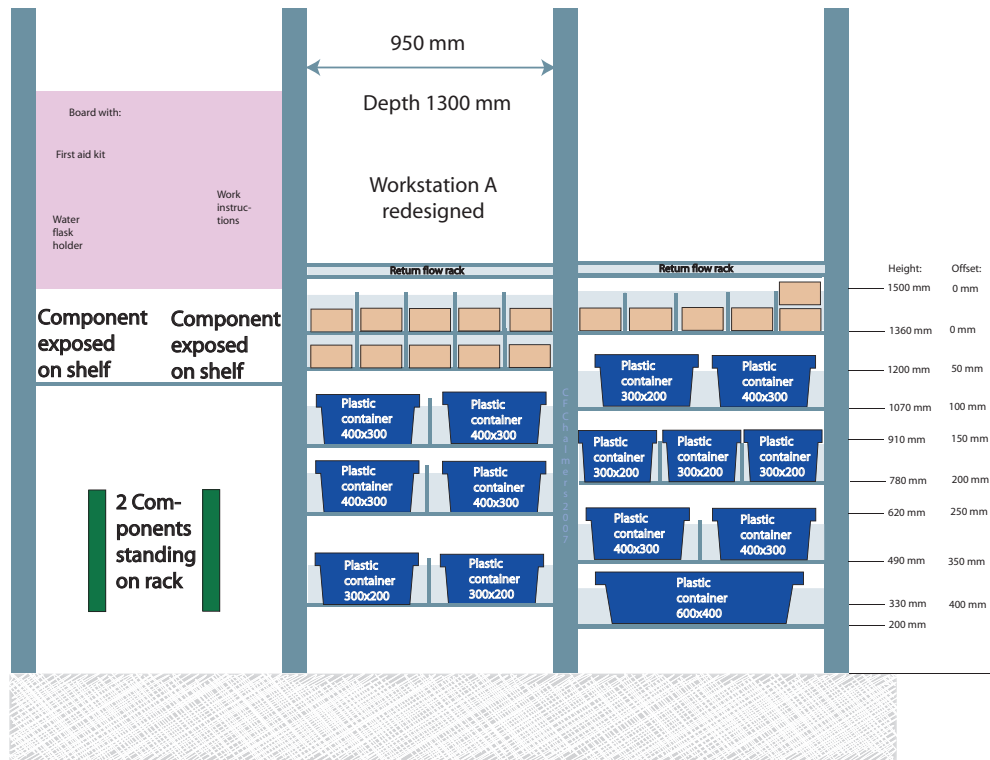 950 mm
Depth 1300 mm
Workstation A
redesigned
Board with:
First aid kit
Work
instruc-
tions
Water
flask
holder
Component
exposed
on shelf
Component
exposed
on shelf
2 Com-
ponents
standing
on rack
Return flow rack
Plastic
container
400x300
Plastic
container
400x300
Plastic
container
400x300
Plastic
container
400x300
Plastic
container
300x200
Plastic
container
300x200
CFChalmers2007
Return flow rack
Plastic
container
300x200
Plastic
container
400x300
Plastic
container
300x200
Plastic
container
300x200
Plastic
container
300x200
Plastic
container
400x300
Plastic
container
400x300
Plastic
container
600x400
Height: Offset:
1500 mm 0 mm
1360 mm 0 mm
1200 mm 50 mm
1070 mm 100 mm
910 mm 150 mm
780 mm 200 mm
620 mm 250 mm
490 mm 350 mm
330 mm 400 mm
200 mm